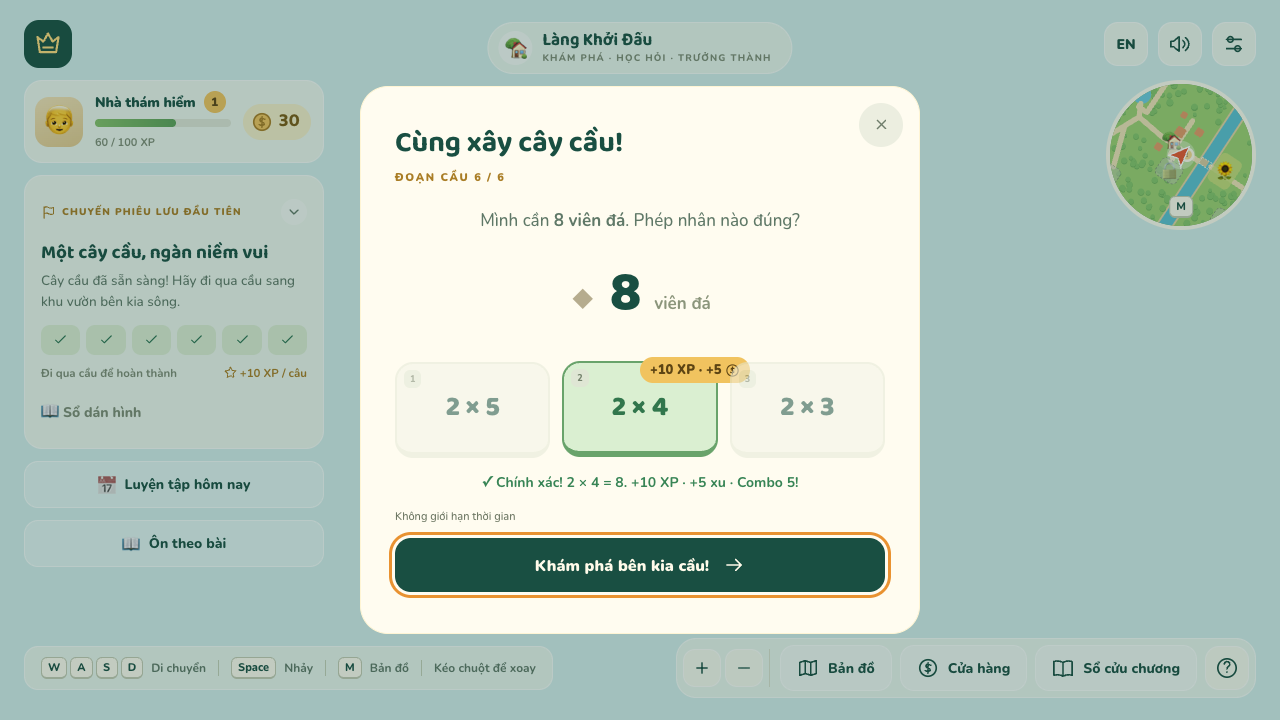 Làng Khởi Đầu
KHÁM PHÁ · HỌC HỎI · TRƯỞNG THÀNH
EN
Nhà thám hiểm 1
60 / 100 XP
30
CHUYẾN PHIÊU LƯU ĐẦU TIÊN
Một cây cầu, ngàn niềm vui
Cây cầu đã sẵn sàng! Hãy đi qua cầu sang
khu vườn bên kia sông.
Đi qua cầu để hoàn thành
+10 XP / câu
Sổ dán hình
Luyện tập hôm nay
Ôn theo bài
Cùng xây cây cầu!
ĐOẠN CẦU 6 / 6
Mình cần 8 viên đá. Phép nhân nào đúng?
8 viên đá
+10 XP · +5
1
2 × 5
2
2 × 4
3
2 × 3
✓ Chính xác! 2 × 4 = 8. +10 XP · +5 xu · Combo 5!
Không giới hạn thời gian
Khám phá bên kia cầu! →
M
W A S D Di chuyển
Space Nhảy
M Bản đồ
Kéo chuột để xoay
+
−
Bản đồ
Cửa hàng
Sổ cửu chương
?